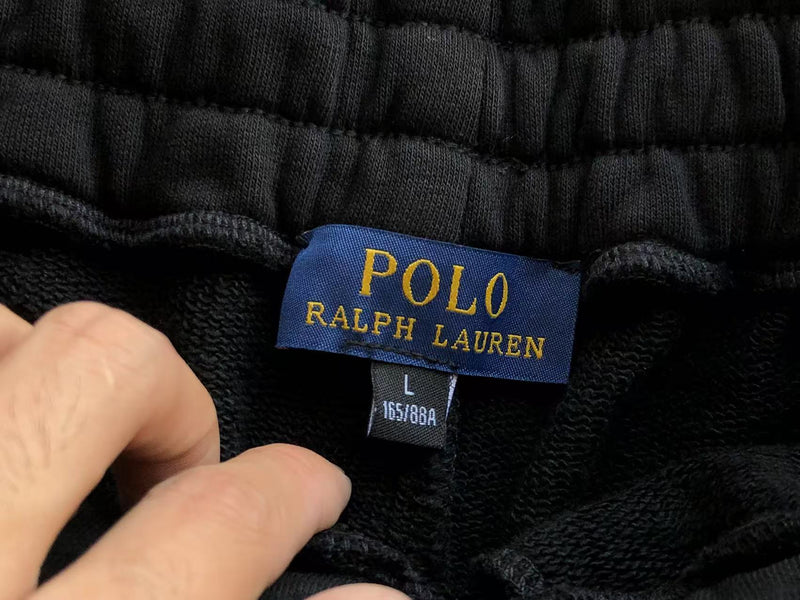 POLO
RALPH LAUREN
L
165/88A